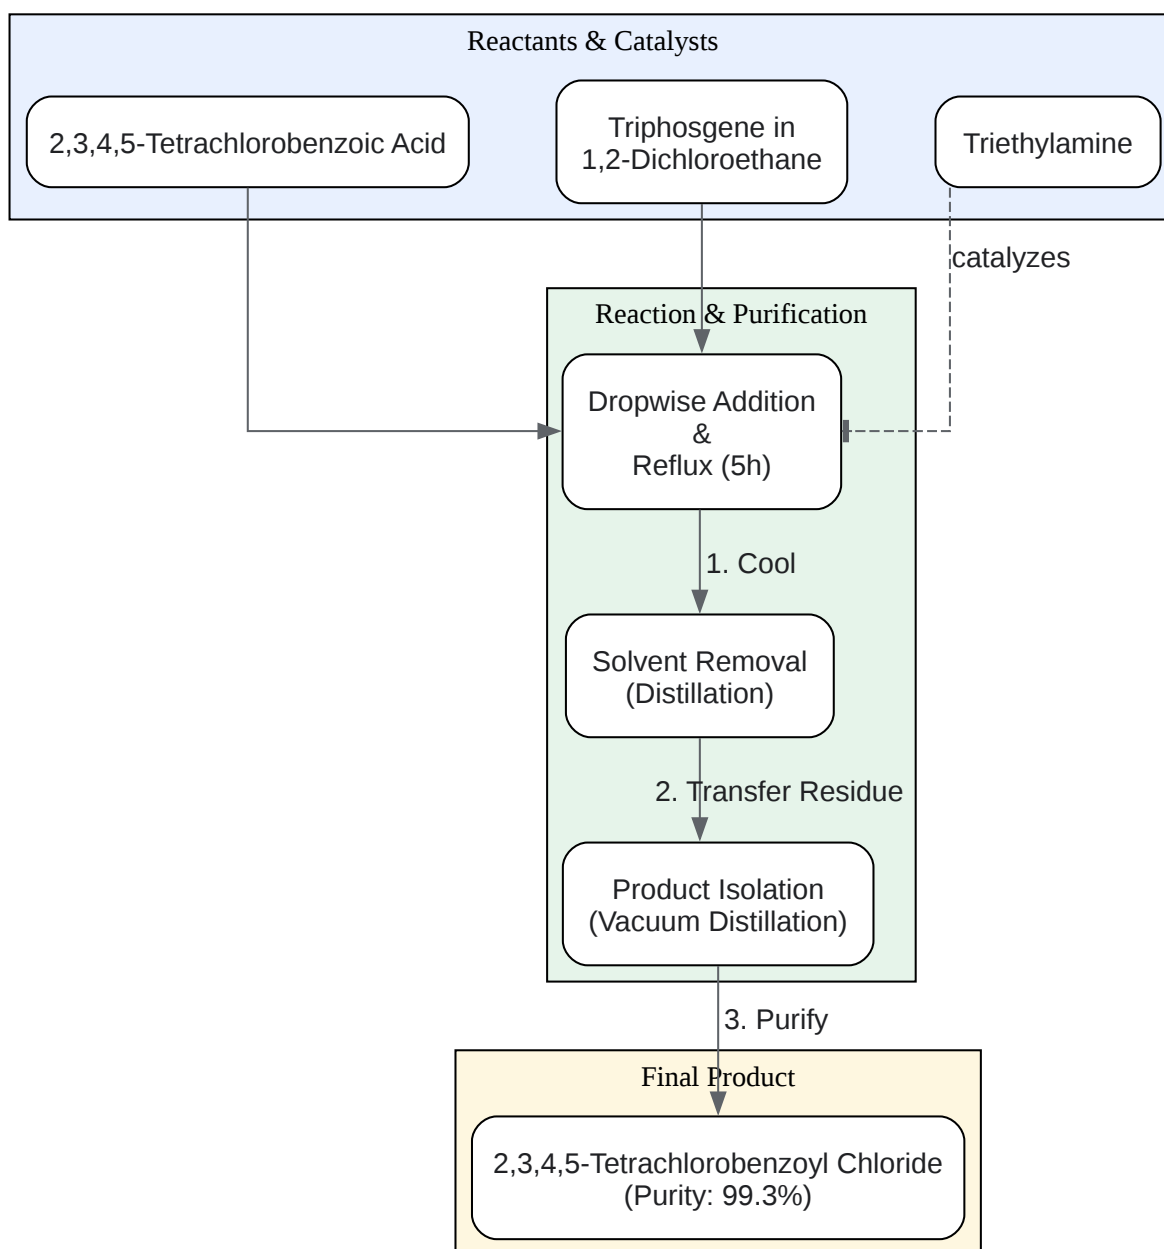 Reactants & Catalysts
2,3,4,5-Tetrachlorobenzoic Acid
Triphosgene in
1,2-Dichloroethane
Triethylamine
catalyzes
Reaction & Purification
Dropwise Addition
&
Reflux (5h)
1. Cool
Solvent Removal
(Distillation)
2. Transfer Residue
Product Isolation
(Vacuum Distillation)
3. Purify
Final Product
2,3,4,5-Tetrachlorobenzoyl Chloride
(Purity: 99.3%)